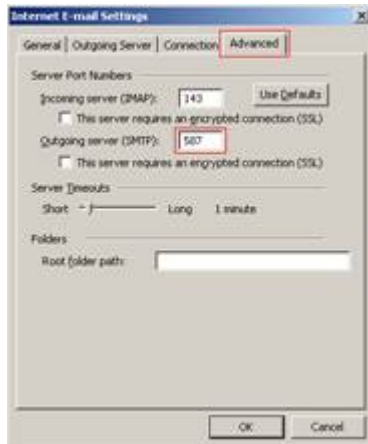 Internet E-mail Settings
General Outgoing Server Connection Advanced
Server Port Numbers
Incoming server (IMAP): 143 Use Defaults
This server requires an encrypted connection (SSL)
Outgoing server (SMTP): 587
This server requires an encrypted connection (SSL)
Server Timeouts
Short Long 1 minute
Folders
Root folder path:
OK Cancel